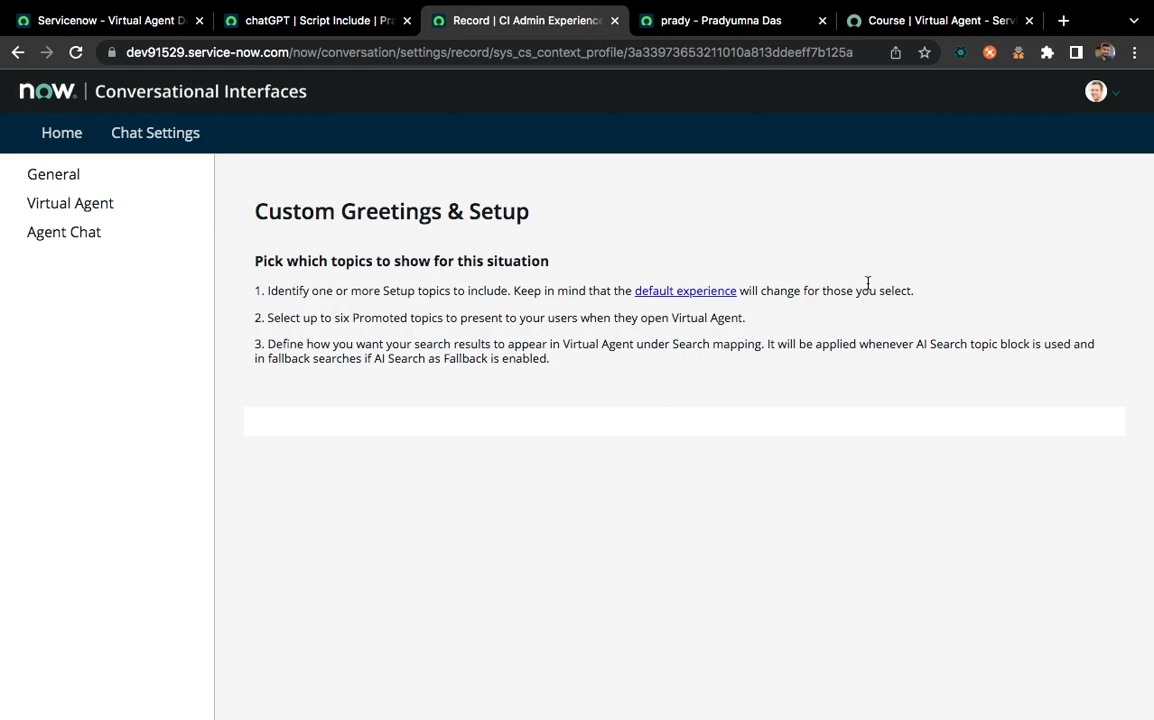 Servicenow - Virtual Agent D
chatGPT | Script Include | Pra
Record | CI Admin Experience
prady - Pradyumna Das
Course | Virtual Agent - Servi
dev91529.service-now.com/now/conversation/settings/record/sys_cs_context_profile/3a33973653211010a813ddeeff7b125a
now. | Conversational Interfaces
Home Chat Settings
General
Virtual Agent
Agent Chat
Custom Greetings & Setup
Pick which topics to show for this situation
1. Identify one or more Setup topics to include. Keep in mind that the default experience will change for those you select.
2. Select up to six Promoted topics to present to your users when they open Virtual Agent.
3. Define how you want your search results to appear in Virtual Agent under Search mapping. It will be applied whenever AI Search topic block is used and
in fallback searches if AI Search as Fallback is enabled.